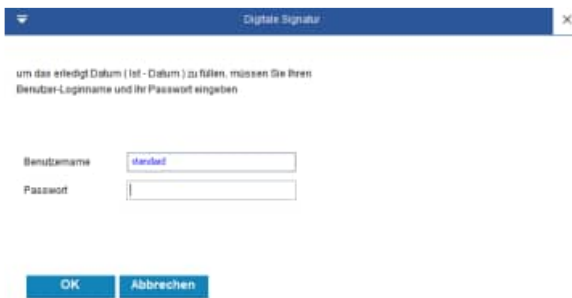 Digitale Signatur
um das erledigt Datum ( Ist - Datum ) zu füllen, müssen Sie Ihren
Benutzer-Loginname und Ihr Passwort eingeben
Benutzername
standard
Passwort
OK Abbrechen